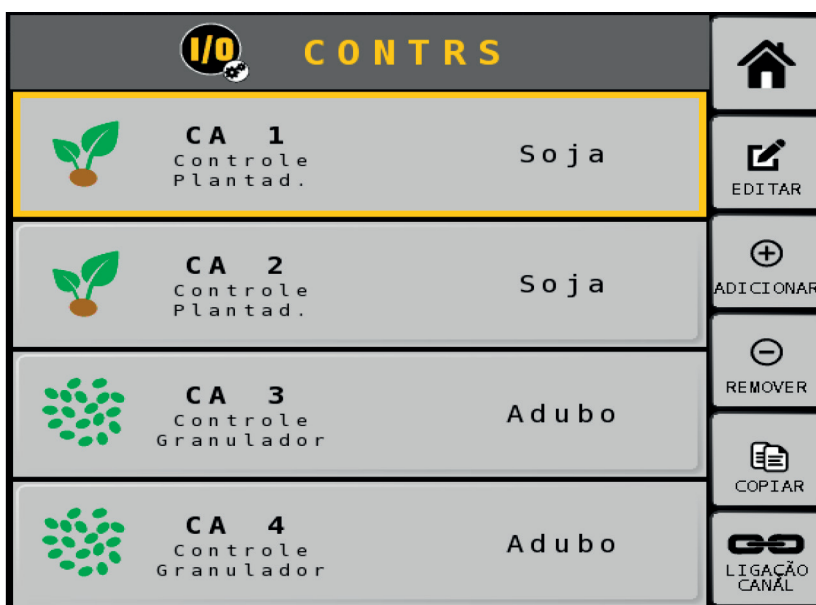 I/O CONTRS
CA 1
Controle
Plantad.
Soja
CA 2
Controle
Plantad.
Soja
CA 3
Controle
Granulador
Adubo
CA 4
Controle
Granulador
Adubo
EDITAR
ADICIONAR
REMOVER
COPIAR
LIGAÇÃO
CANAL